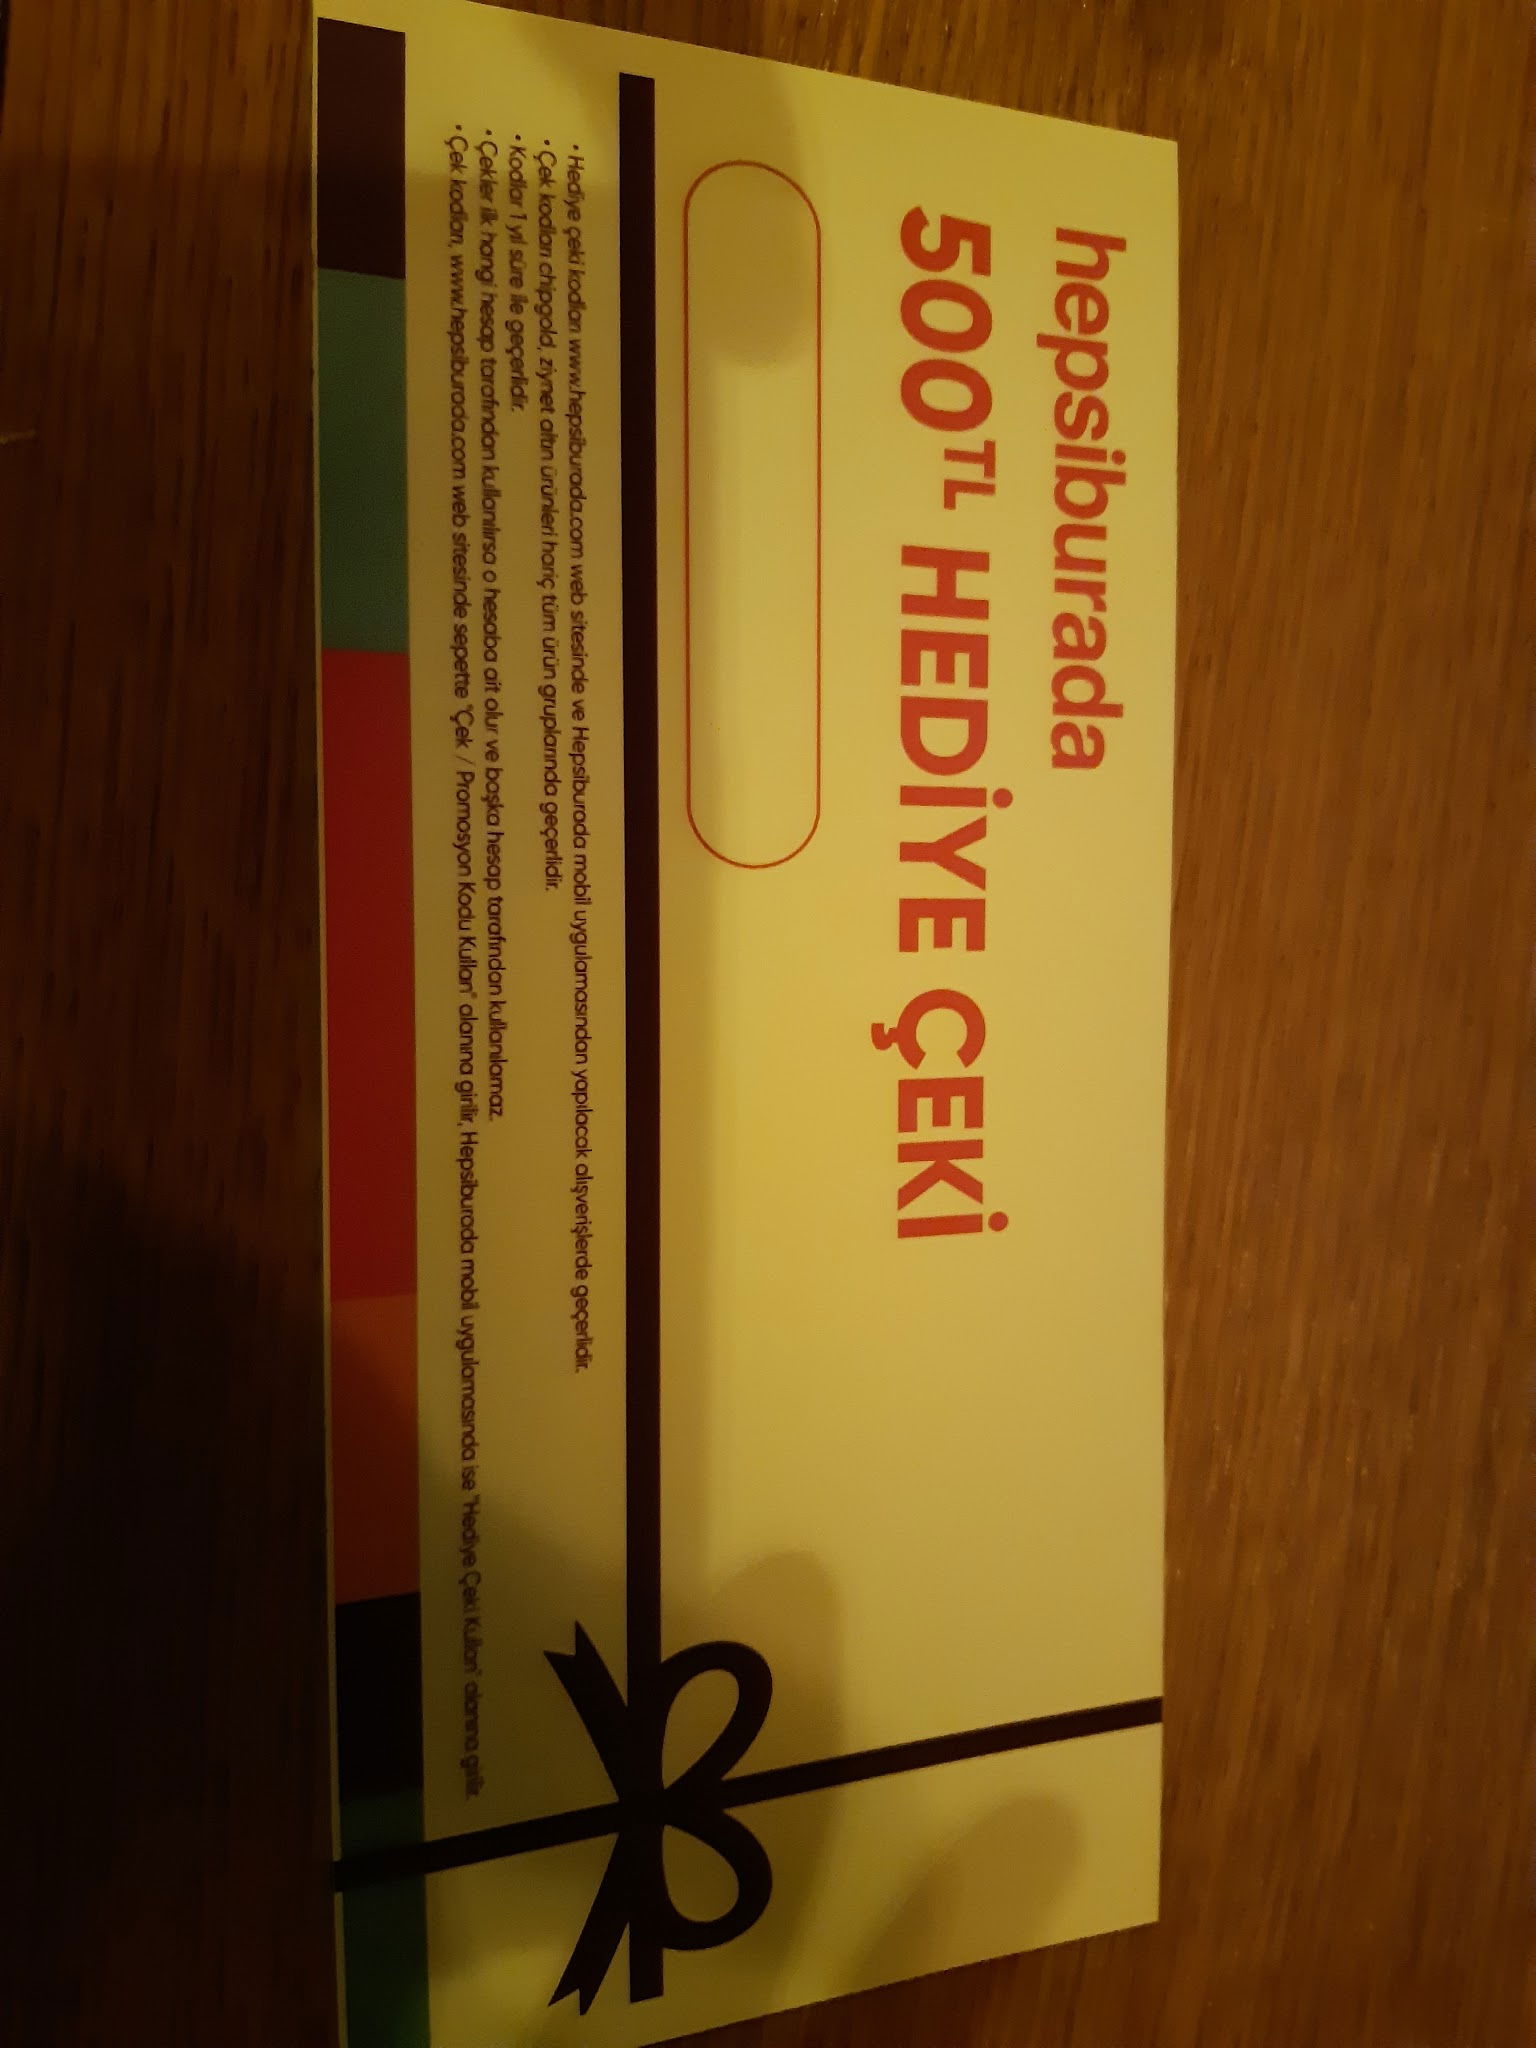 hepsiburada
500TL HEDİYE ÇEKİ
• Hediye çeki kodları www.hepsiburada.com web sitesinde ve Hepsiburada mobil uygulamasından yapılacak alışverişlerde geçerlidir.
• Çek kodları chipgold, ziynet altın ürünleri hariç tüm ürün gruplarında geçerlidir.
• Kodlar 1 yıl süre ile geçerlidir.
• Çekler ilk hangi hesap tarafından kullanılırsa o hesaba ait olur ve başka hesap tarafından kullanılamaz.
• Çek kodları, www.hepsiburada.com web sitesinde sepette "Çek / Promosyon Kodu Kullan" alanına girilir, Hepsiburada mobil uygulamasında ise "Hediye Çeki Kullan" alanına girilir.